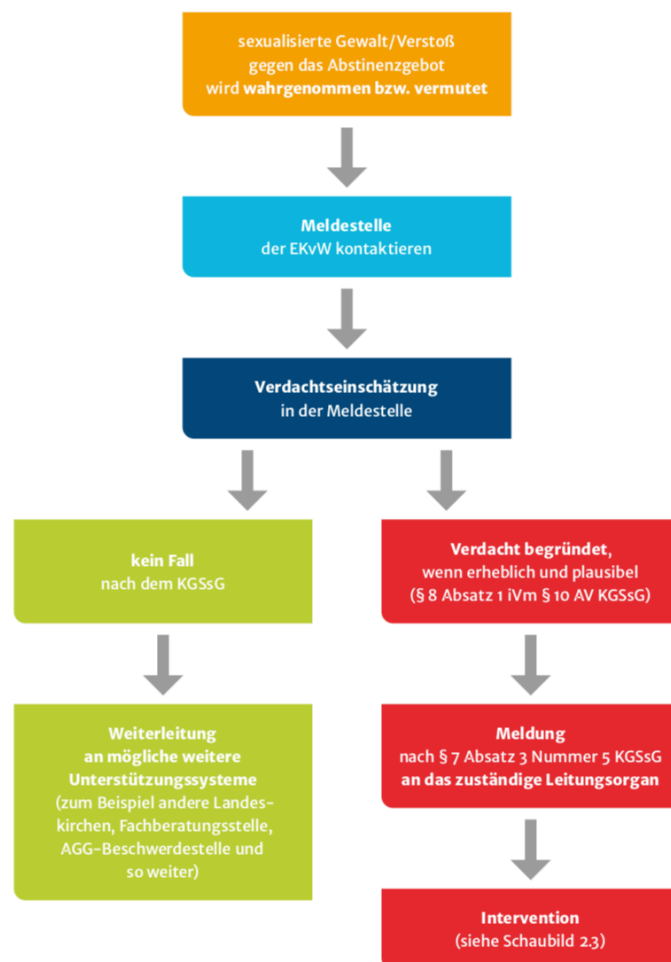 sexualisierte Gewalt/Verstoß
gegen das Abstinenzgebot
wird wahrgenommen bzw. vermutet
Meldestelle
der EKvW kontaktieren
Verdachtseinschätzung
in der Meldestelle
kein Fall
nach dem KGSsG
Weiterleitung
an mögliche weitere
Unterstützungssysteme
(zum Beispiel andere Landes-
kirchen, Fachberatungsstelle,
AGG-Beschwerdestelle und
so weiter)
Verdacht begründet,
wenn erheblich und plausibel
(§ 8 Absatz 1 iVm § 10 AV KGSsG)
Meldung
nach § 7 Absatz 3 Nummer 5 KGSsG
an das zuständige Leitungsorgan
Intervention
(siehe Schaubild 2.3)